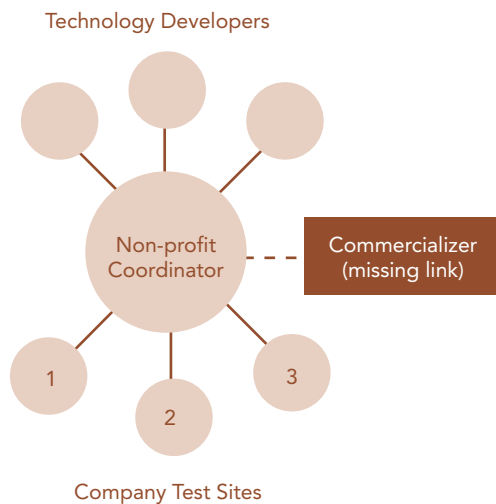 Technology Developers
Non-profit
Coordinator
Commercializer
(missing link)
1
2
3
Company Test Sites